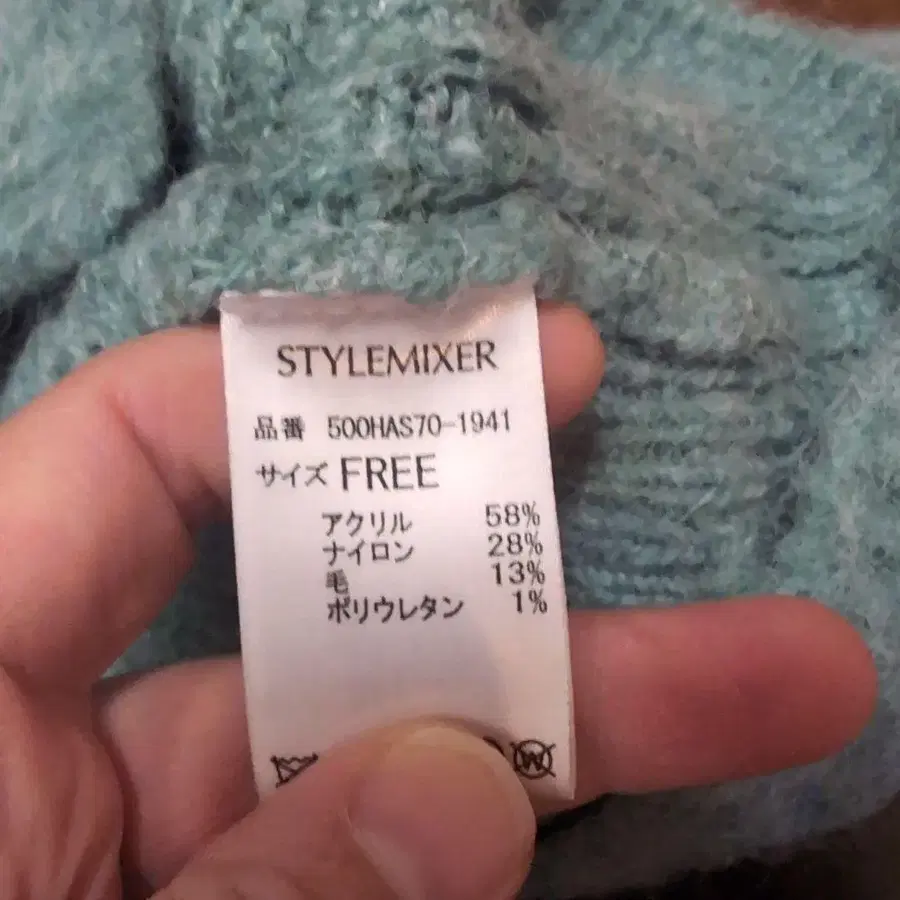 STYLEMIXER
品番 500HAS70-1941
サイズ FREE
アクリル 58%
ナイロン 28%
毛 13%
ポリウレタン 1%
W